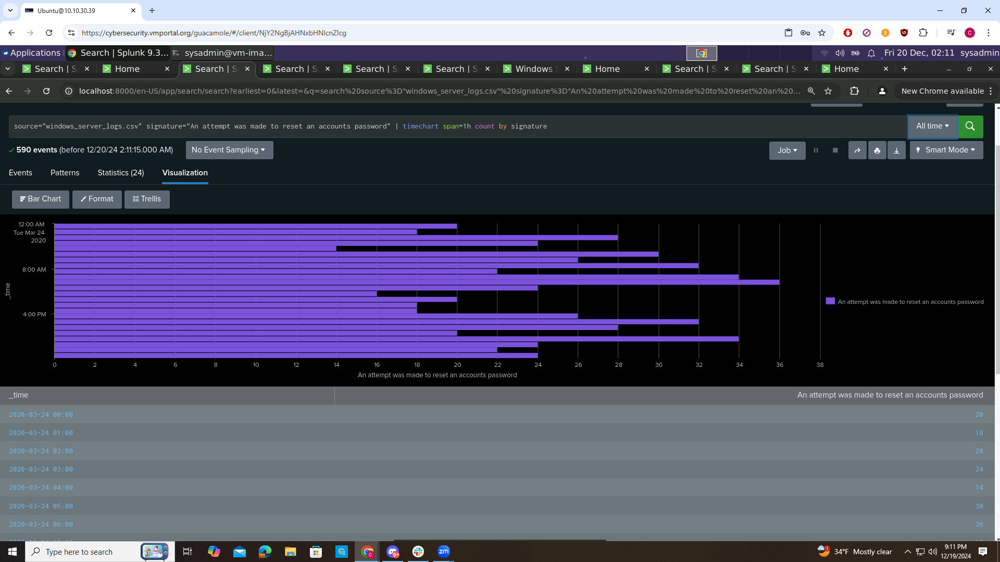 Ubuntu@10.10.30.39
https://cybersecurity.vmportal.org/guacamole/#/client/NjY2NgBjAHNxbHNlcnZlcg
Applications
Search | Splunk 9.3...
sysadmin@vm-ima...
Fri 20 Dec, 02:11 sysadmin
Search | S
Home
Search | S
Search | S
Search | S
Search | S
Windows S
Home
Search | S
Search | S
Home
localhost:8000/en-US/app/search/search?earliest=0&latest=&q=search%20source%3D"windows_server_logs.csv"%20signature%3D"An%20attempt%20was%20made%20to%20reset%20an%20...
New Chrome available
source="windows_server_logs.csv" signature="An attempt was made to reset an accounts password" | timechart span=1h count by signature
All time
590 events (before 12/20/24 2:11:15.000 AM)
No Event Sampling
Job
Smart Mode
Events
Patterns
Statistics (24)
Visualization
Bar Chart
Format
Trellis
12:00 AM
Tue Mar 24
2020
8:00 AM
4:00 PM
_time
An attempt was made to reset an accounts password
0 2 4 6 8 10 12 14 16 18 20 22 24 26 28 30 32 34 36 38
An attempt was made to reset an accounts password
_time An attempt was made to reset an accounts password
2020-03-24 00:00 20
2020-03-24 01:00 18
2020-03-24 02:00 28
2020-03-24 03:00 24
2020-03-24 04:00 14
2020-03-24 05:00 30
2020-03-24 06:00 26
Type here to search
9+
zm
1
34°F Mostly clear
9:11 PM
12/19/2024